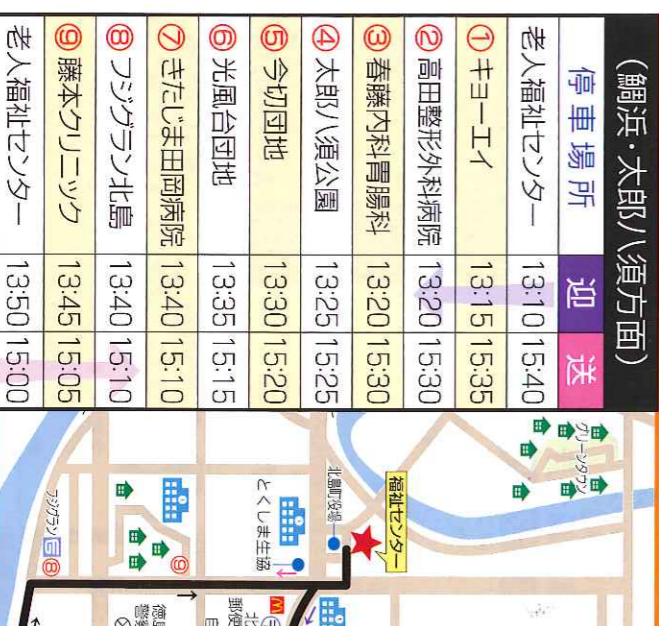 (鯛浜・太郎八須方面)
停車場所 迎 送
老人福祉センター 13:10 15:40
①キョーエイ 13:15 15:35
②高田整形外科病院 13:20 15:30
③春藤内科胃腸科 13:20 15:30
④太郎八須公園 13:25 15:25
⑤今切団地 13:30 15:20
⑥光風台団地 13:35 15:15
⑦きたじま田岡病院 13:40 15:10
⑧フジグラン北島 13:40 15:10
⑨藤本クリニック 13:45 15:05
老人福祉センター 13:50 15:00
グリーンタウン
福祉センター
北島町役場
とくしま生協
フジグラン
⑧
⑨